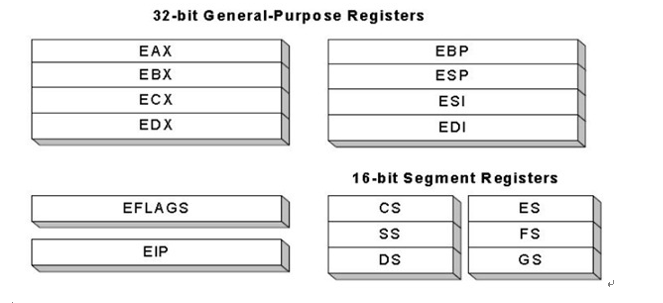 32-bit General-Purpose Registers
EAX
EBX
ECX
EDX
EBP
ESP
ESI
EDI
16-bit Segment Registers
EFLAGS
EIP
CS
SS
DS
ES
FS
GS